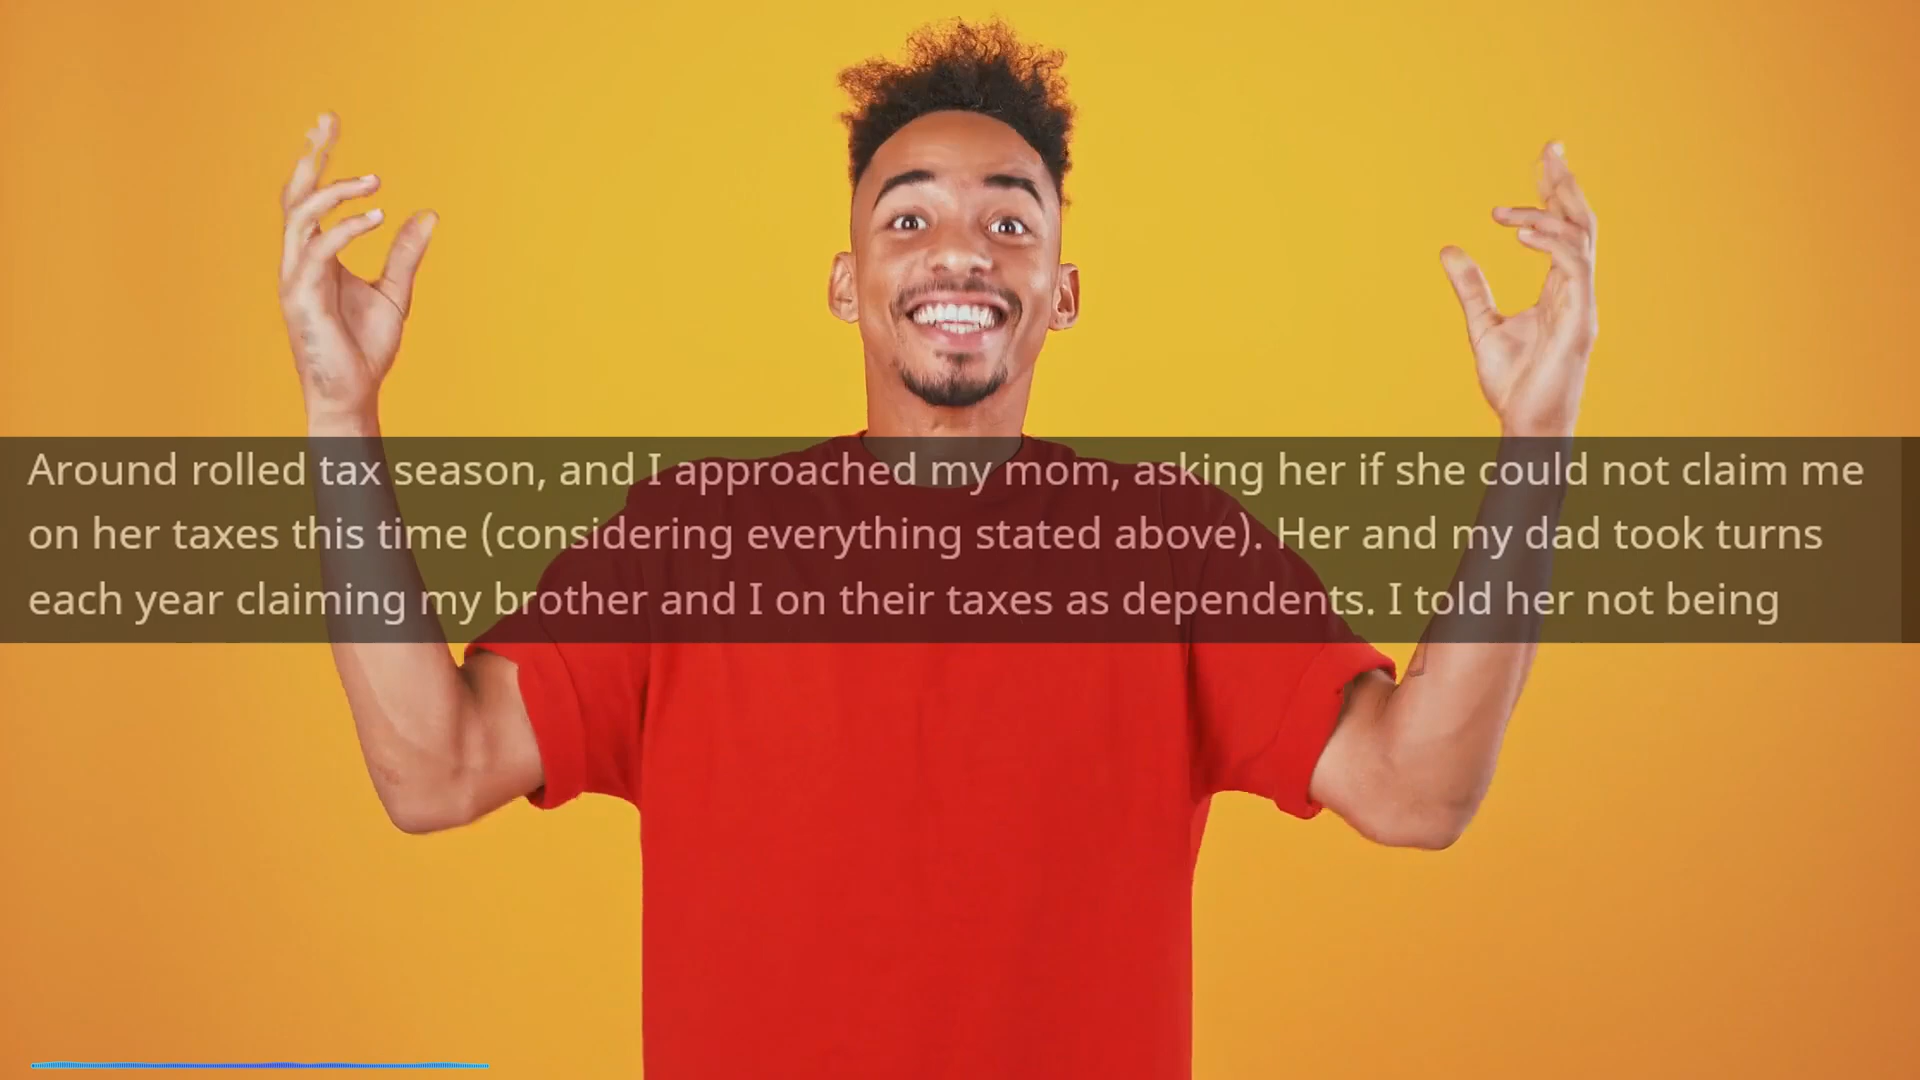 Around rolled tax season, and I approached my mom, asking her if she could not claim me
on her taxes this time (considering everything stated above). Her and my dad took turns
each year claiming my brother and I on their taxes as dependents. I told her not being